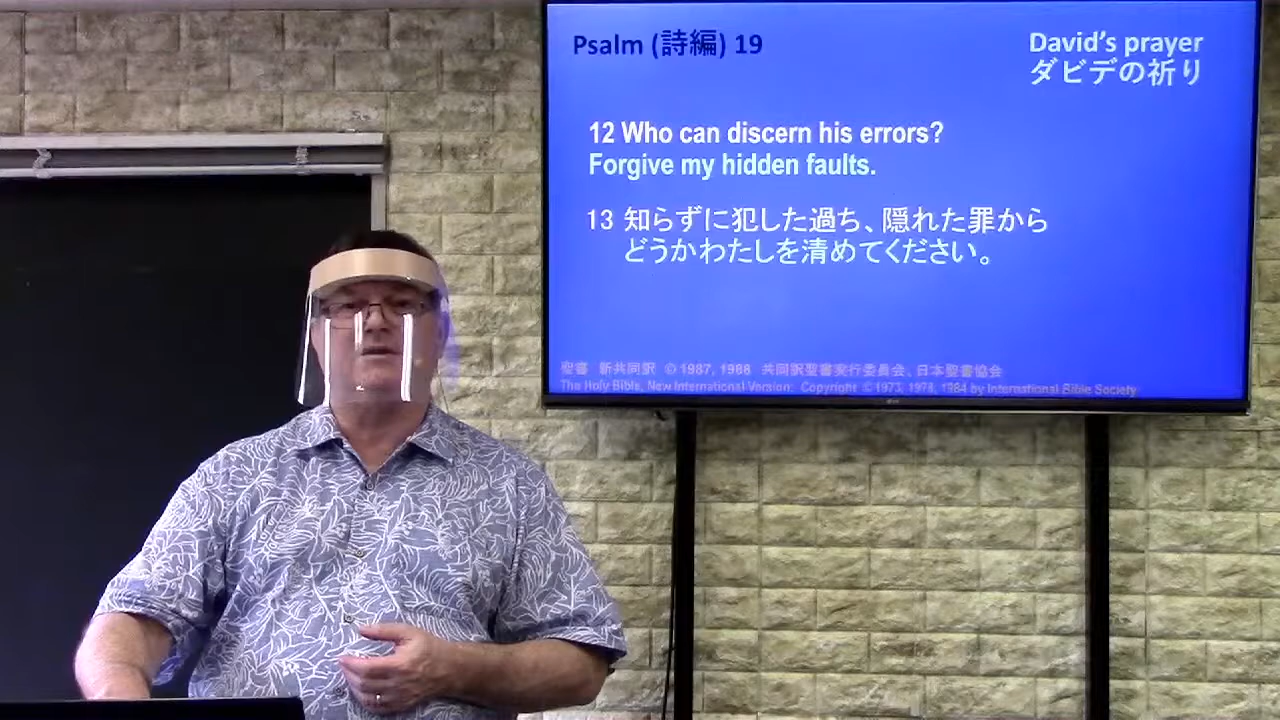 Psalm (詩編) 19
David's prayer
ダビデの祈り
12 Who can discern his errors?
Forgive my hidden faults.
13 知らずに犯した過ち、隠れた罪から
どうかわたしを清めてください。
聖書 新共同訳 © 1987, 1988 共同訳聖書実行委員会、日本聖書協会
The Holy Bible, New International Version: Copyright © 1973, 1978, 1984 by International Bible Society